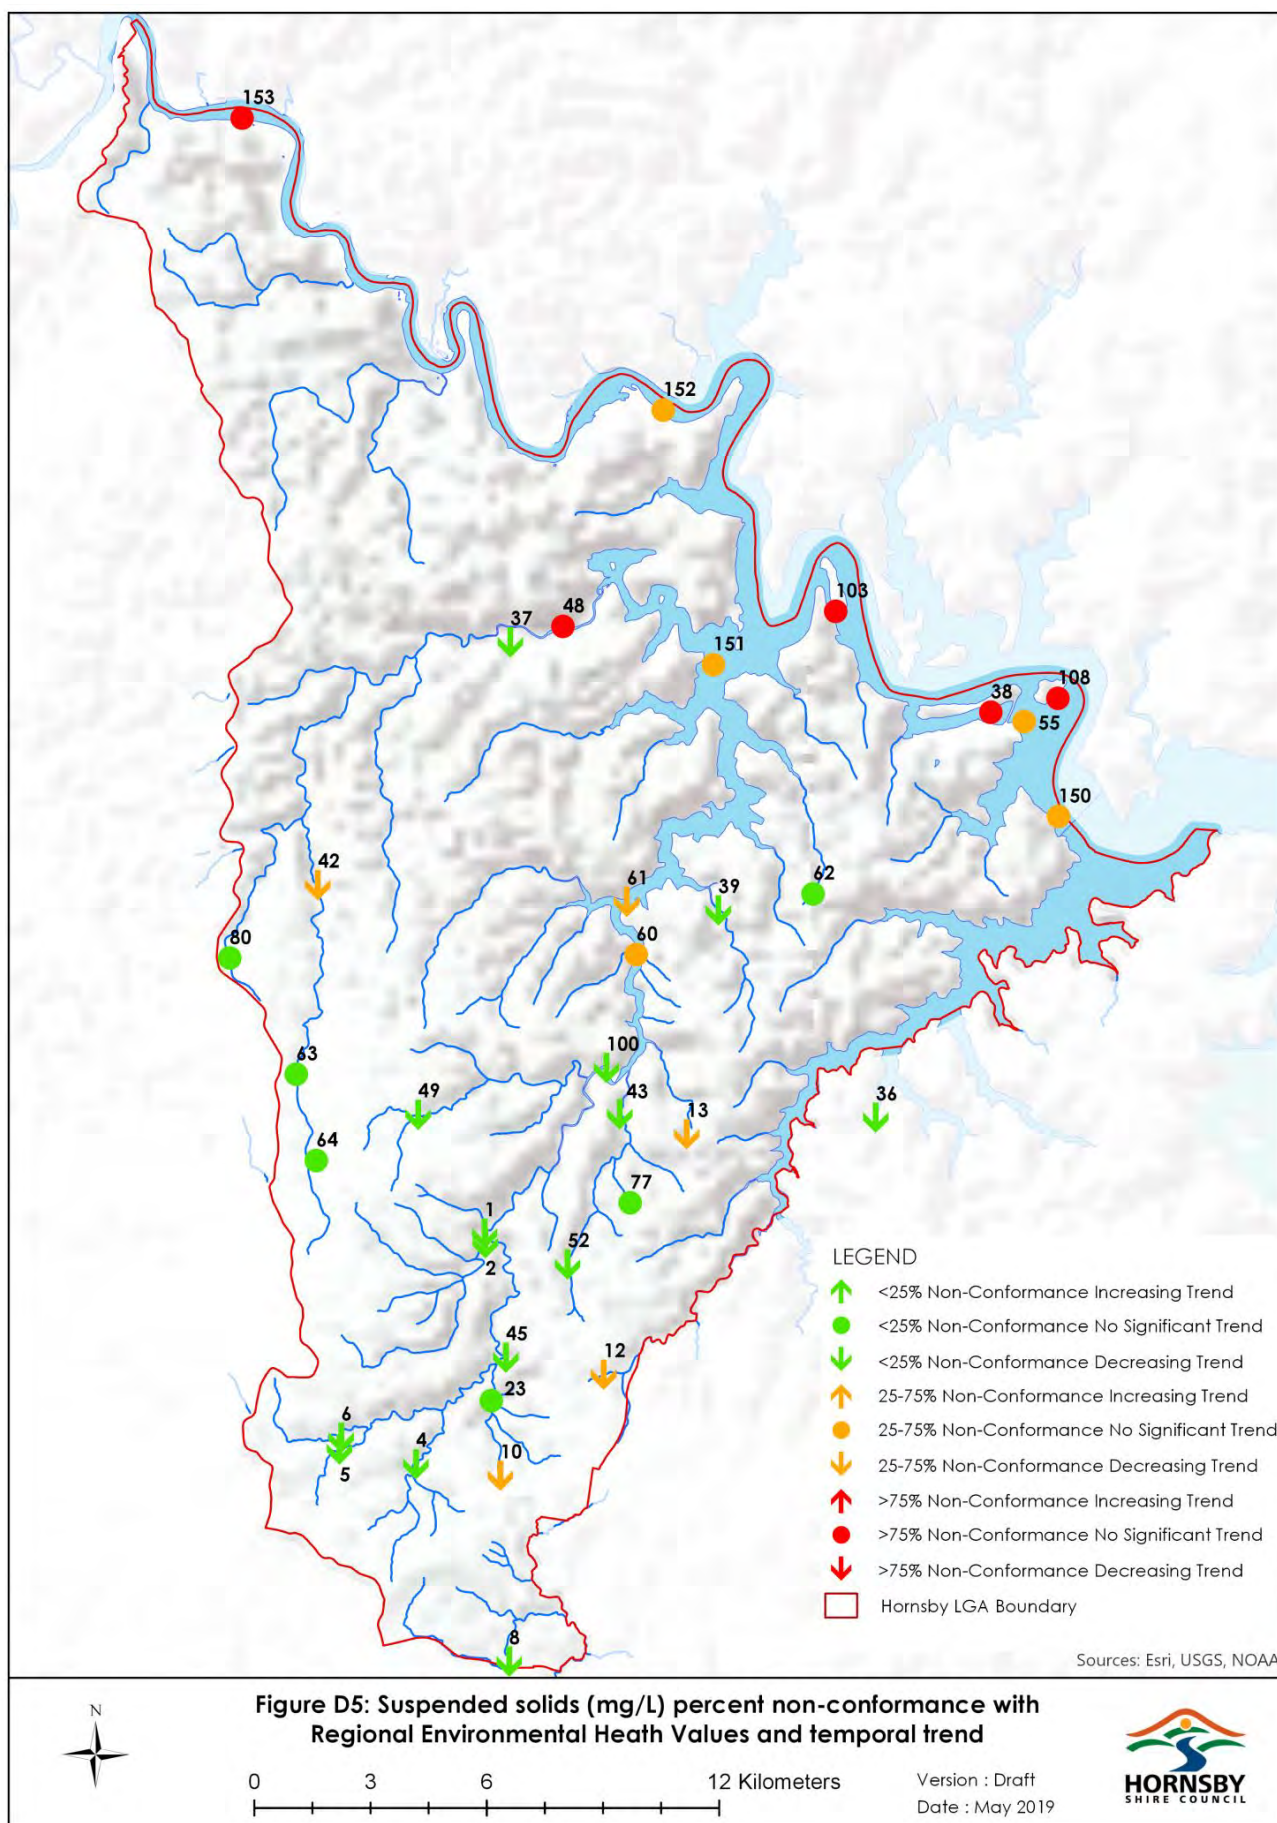 153
152
103
37
48
151
108
38
55
150
42
61
39
62
80
60
100
63
49
43
13
36
64
77
1
2
52
45
12
23
6
4
10
5
8
LEGEND
<25% Non-Conformance Increasing Trend
<25% Non-Conformance No Significant Trend
<25% Non-Conformance Decreasing Trend
25-75% Non-Conformance Increasing Trend
25-75% Non-Conformance No Significant Trend
25-75% Non-Conformance Decreasing Trend
>75% Non-Conformance Increasing Trend
>75% Non-Conformance No Significant Trend
>75% Non-Conformance Decreasing Trend
Hornsby LGA Boundary
Sources: Esri, USGS, NOAA
N
Figure D5: Suspended solids (mg/L) percent non-conformance with
Regional Environmental Heath Values and temporal trend
0 3 6 12 Kilometers
Version : Draft
Date : May 2019
HORNSBY
SHIRE COUNCIL